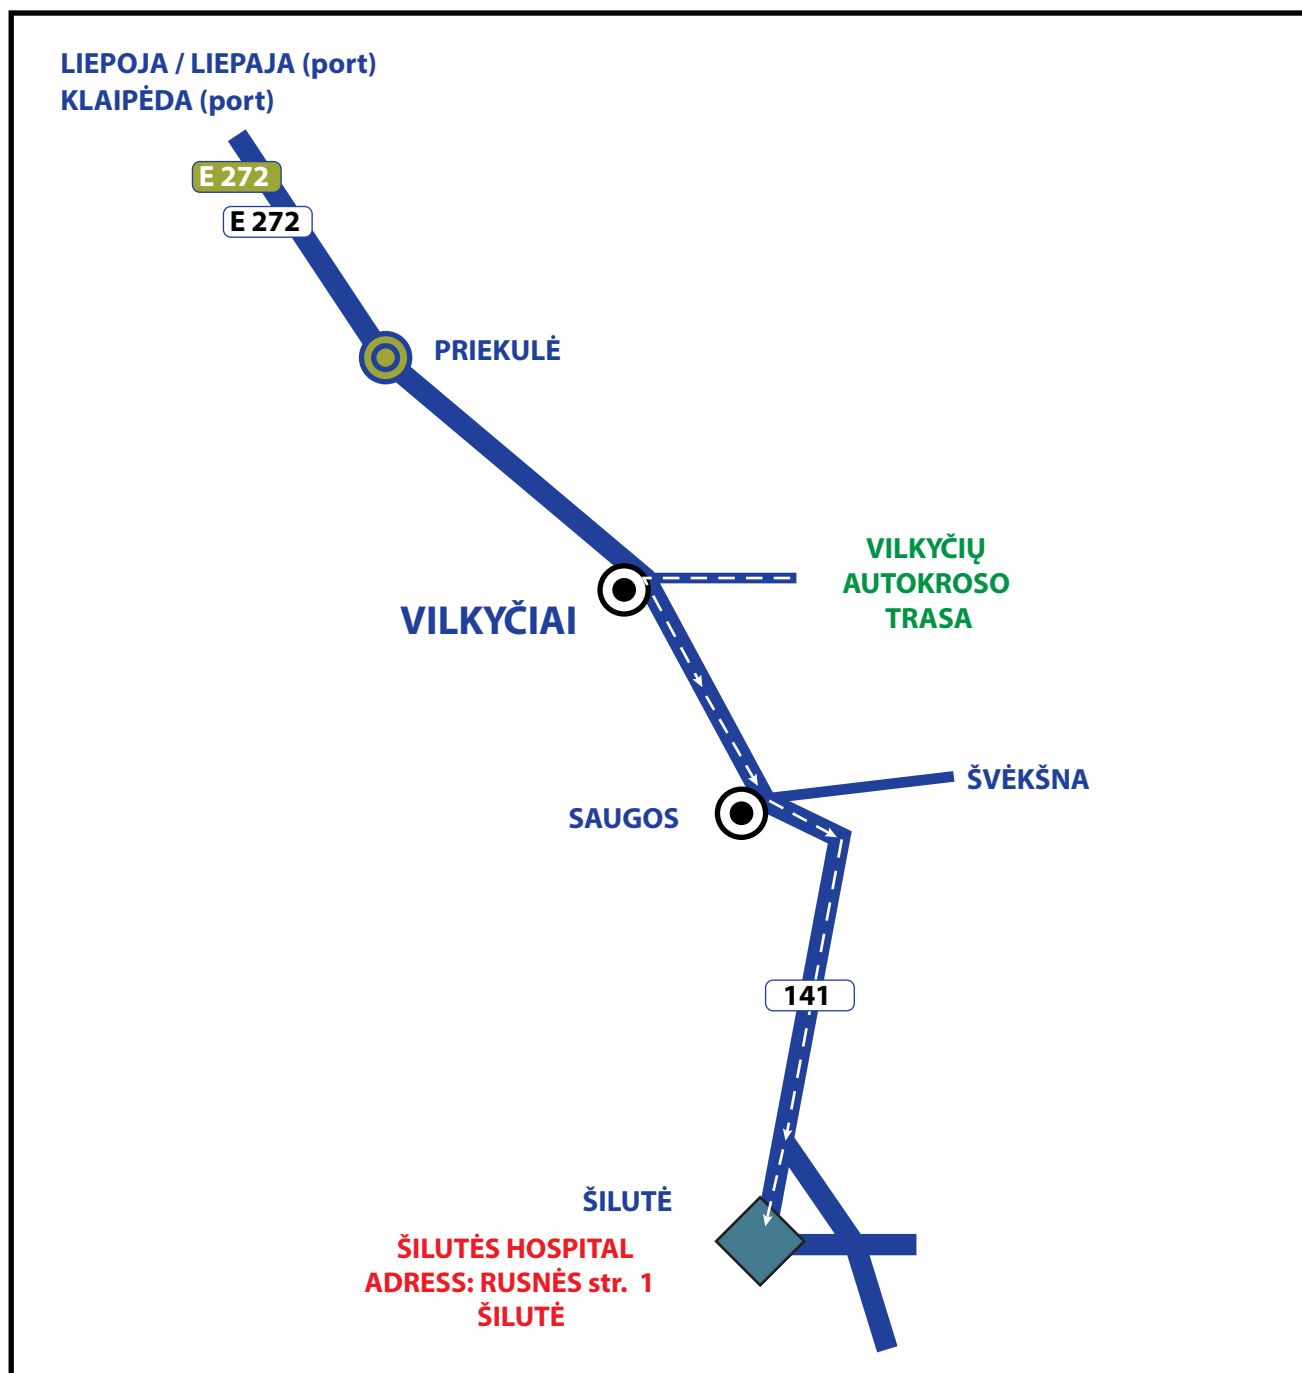 LIEPOJA / LIEPAJA (port)
KLAIPĖDA (port)
E 272
E 272
PRIEKULĖ
VILKYČIŲ
AUTOKROSO
TRASA
VILKYČIAI
ŠVĖKŠNA
SAUGOS
141
ŠILUTĖ
ŠILUTĖS HOSPITAL
ADRESS: RUSNĖS str. 1
ŠILUTĖ